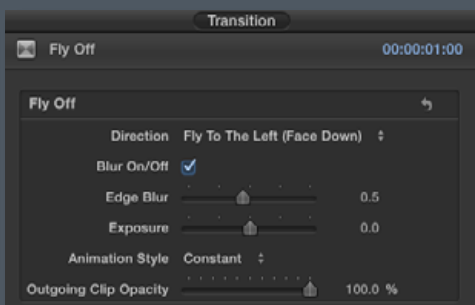 Transition
Fly Off 00:00:01:00
Fly Off
Direction Fly To The Left (Face Down)
Blur On/Off
Edge Blur 0.5
Exposure 0.0
Animation Style Constant
Outgoing Clip Opacity 100.0 %